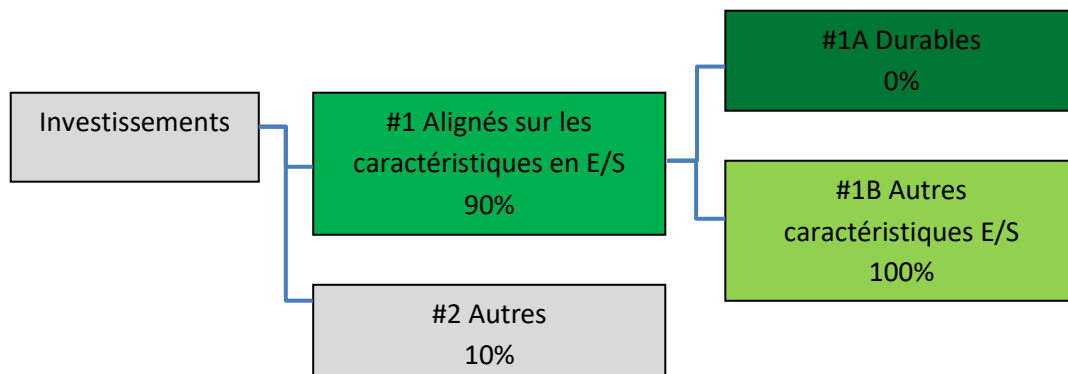 Investissements
#1 Alignés sur les
caractéristiques en E/S
90%
#2 Autres
10%
#1A Durables
0%
#1B Autres
caractéristiques E/S
100%